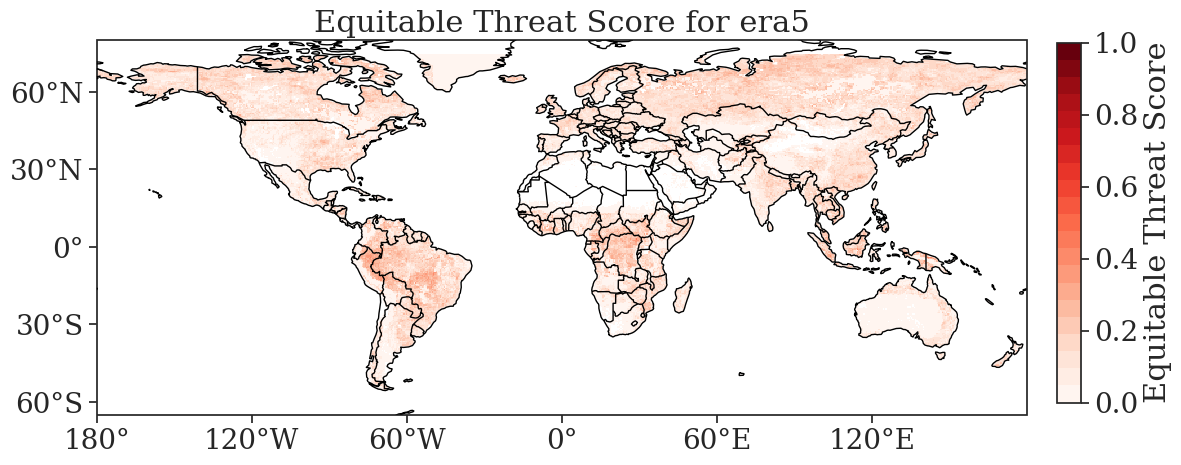 Equitable Threat Score for era5
60°N
30°N
0°
30°S
60°S
180°
120°W
60°W
0°
60°E
120°E
1.0
0.8
0.6
0.4
0.2
0.0
Equitable Threat Score